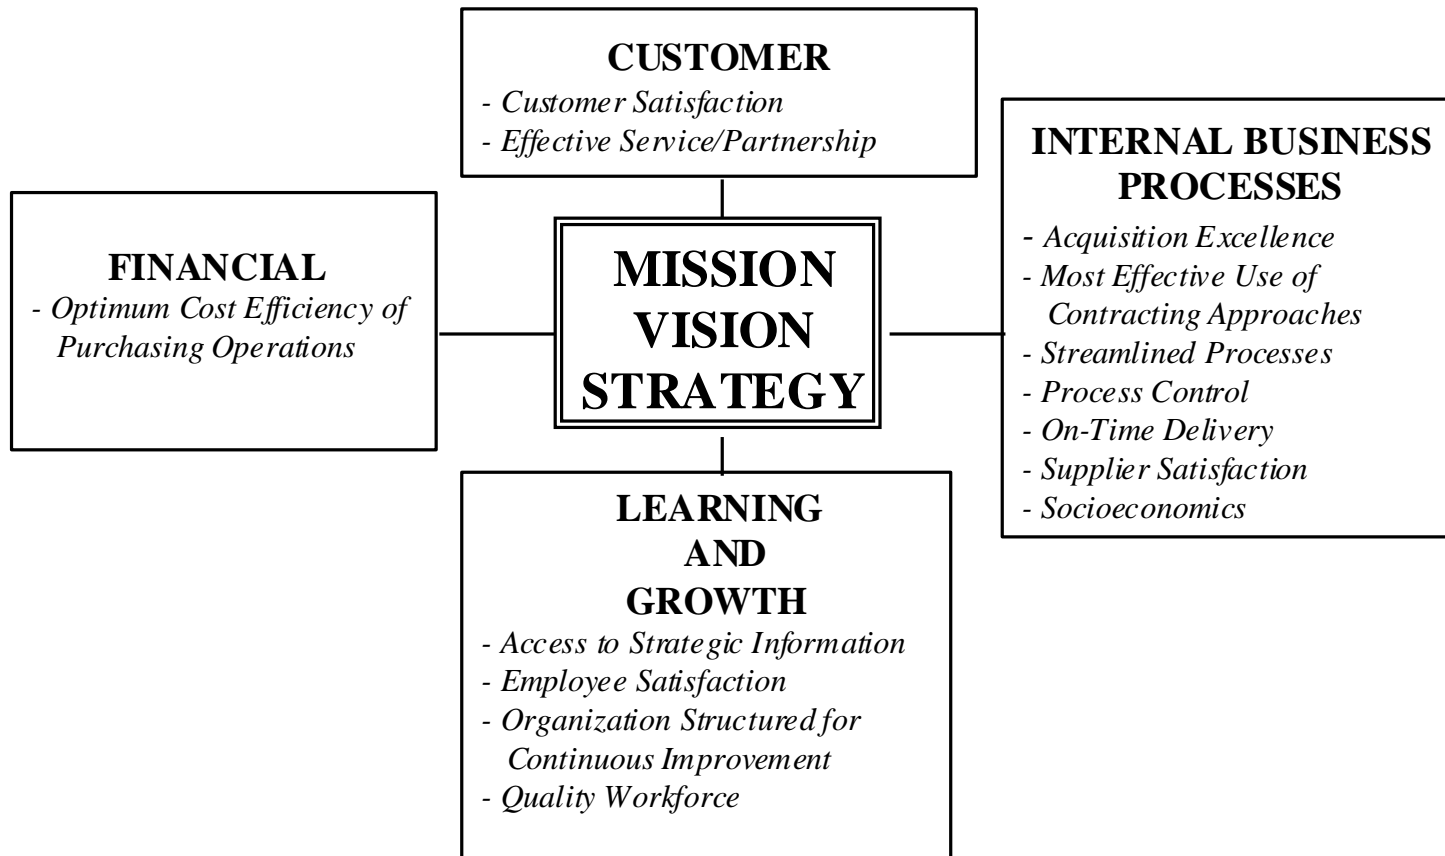 CUSTOMER
- Customer Satisfaction
- Effective Service/Partnership
FINANCIAL
- Optimum Cost Efficiency of
Purchasing Operations
MISSION
VISION
STRATEGY
INTERNAL BUSINESS
PROCESSES
- Acquisition Excellence
- Most Effective Use of
Contracting Approaches
- Streamlined Processes
- Process Control
- On-Time Delivery
- Supplier Satisfaction
- Socioeconomics
LEARNING
AND
GROWTH
- Access to Strategic Information
- Employee Satisfaction
- Organization Structured for
Continuous Improvement
- Quality Workforce